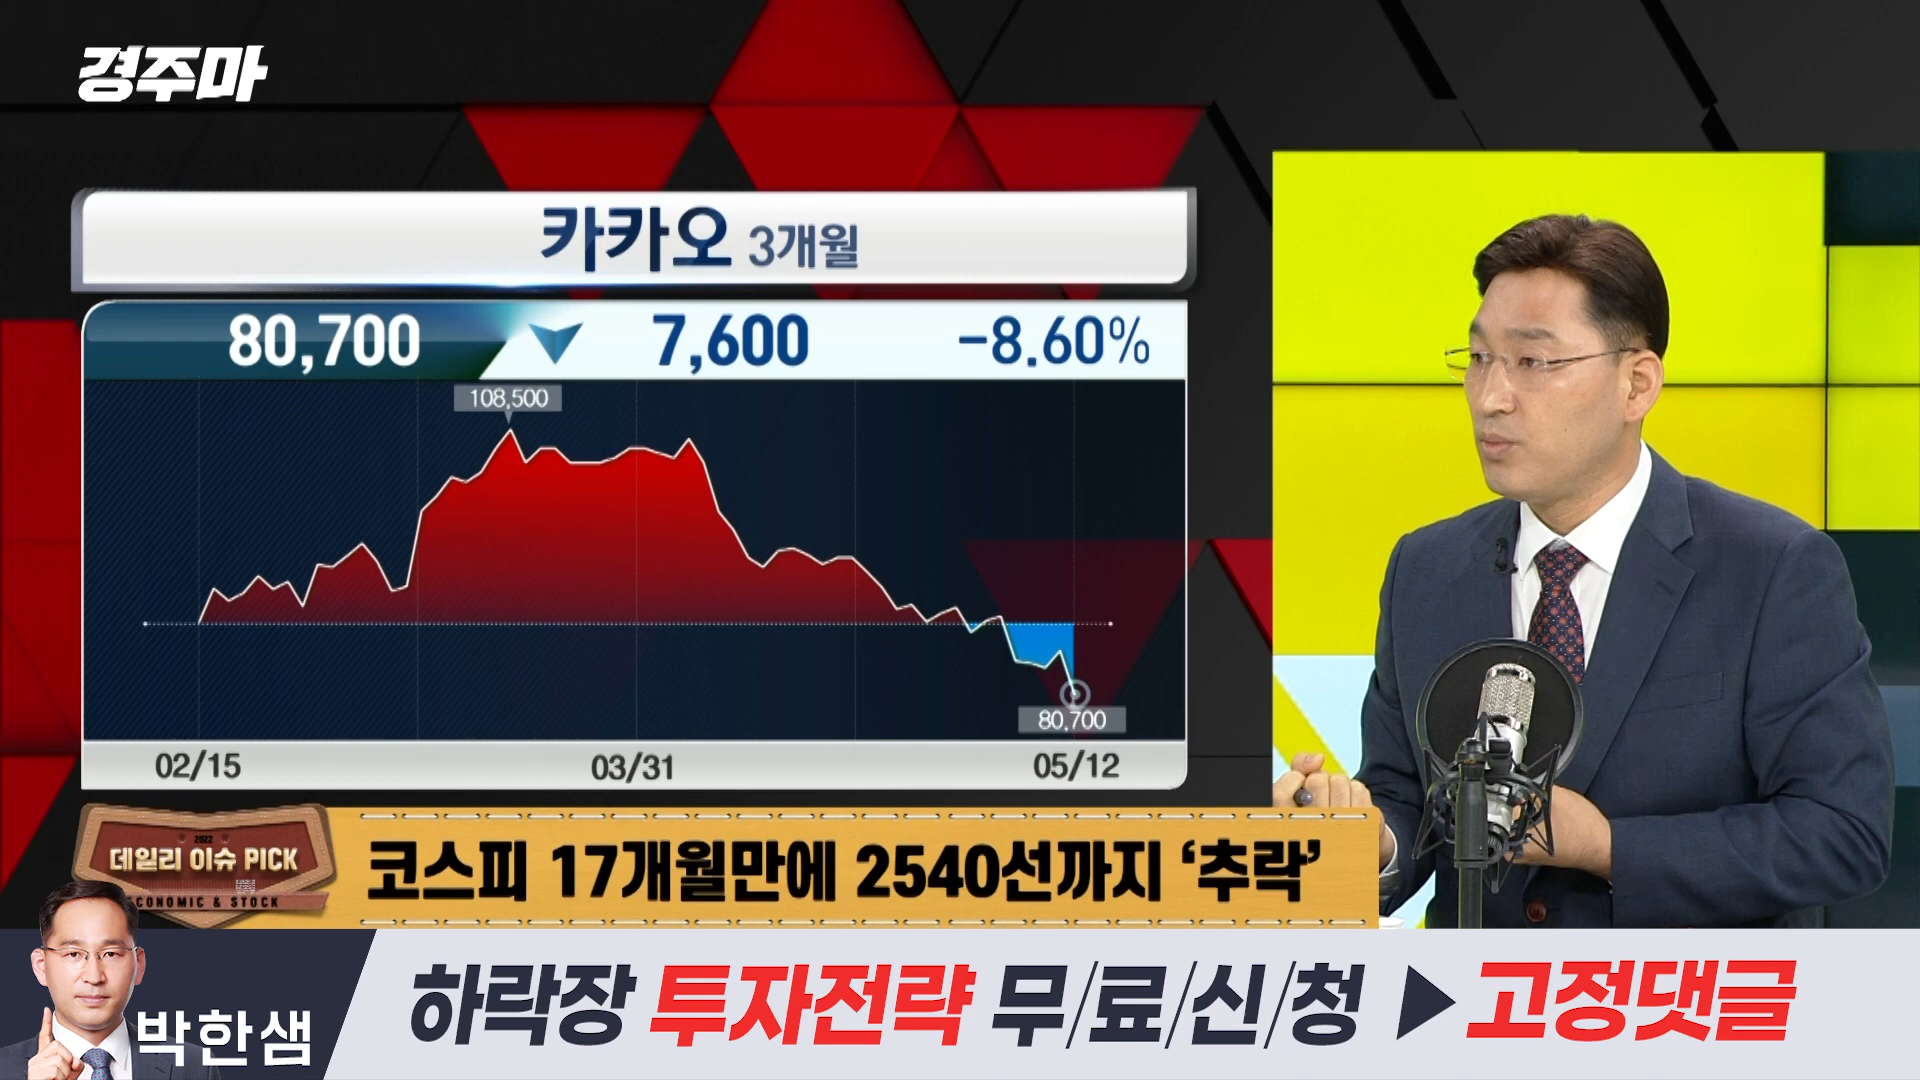 경주마
카카오 3개월
80,700 7,600 -8.60%
108,500
80,700
02/15 03/31 05/12
2022
데일리 이슈 PICK
ECONOMIC & STOCK
코스피 17개월만에 2540선까지 ‘추락’
박한샘
하락장 투자전략 무/료/신/청 ▶ 고정댓글